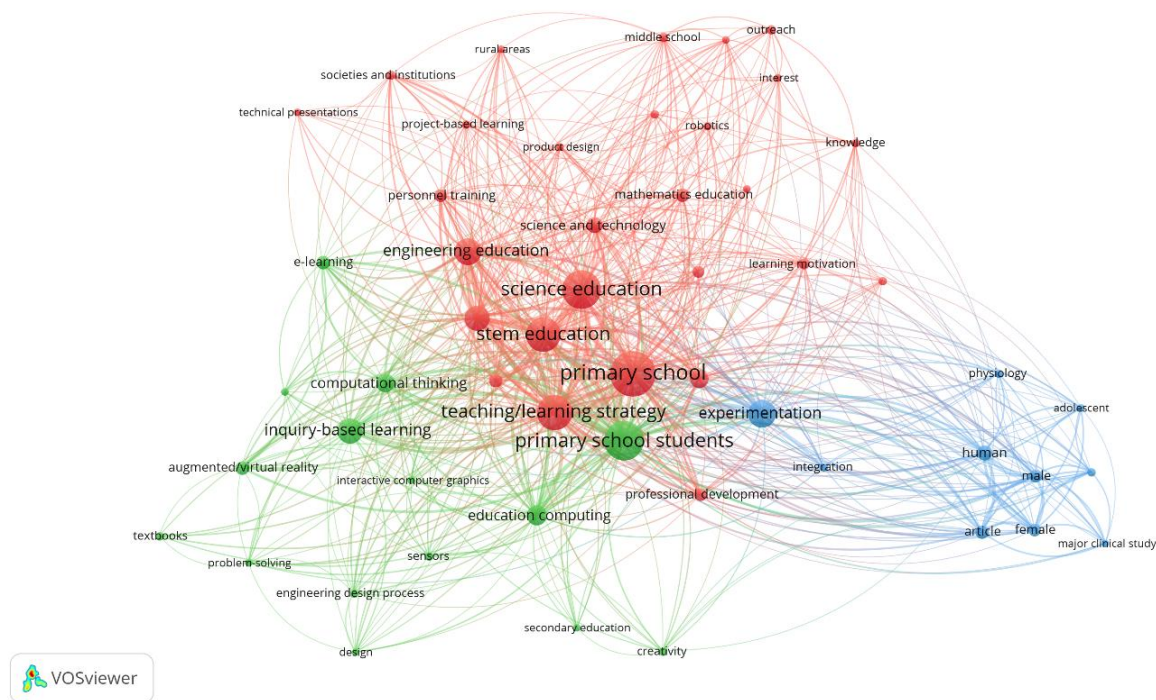 outreach
middle school
rural areas
societies and institutions
interest
technical presentations
project-based learning
robotics
product design
knowledge
personnel training
mathematics education
science and technology
engineering education
e-learning
learning motivation
science education
stem education
primary school
physiology
computational thinking
teaching/learning strategy
experimentation
adolescent
inquiry-based learning
primary school students
human
augmented/virtual reality
integration
interactive computer graphics
male
professional development
education computing
textbooks
article
female
major clinical study
sensors
problem-solving
engineering design process
secondary education
design
creativity
VOSviewer